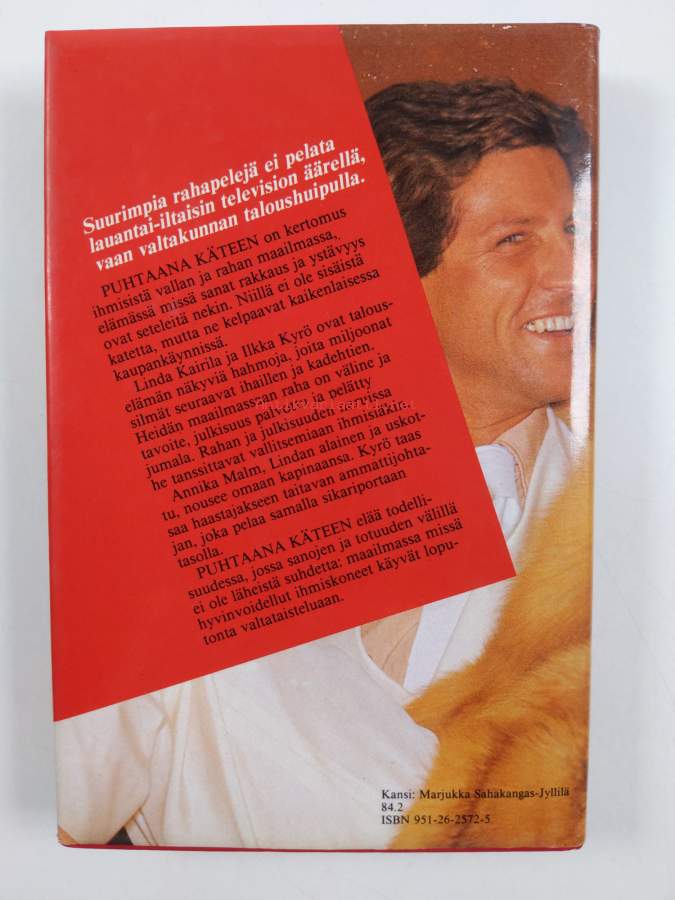 Suurimpia rahapelejä ei pelata
lauantai-iltaisin television äärellä,
vaan valtakunnan taloushuipulla.
PUHTAANA KÄTEEN on kertomus
ihmisistä vallan ja rahan maailmassa,
elämässä missä sanat rakkaus ja ystävyys
ovat seteleitä nekin. Niillä ei ole sisäistä
katetta, mutta ne kelpaavat kaikenlaisessa
kaupankäynnissä.
Linda Kairila ja Ilkka Kyrö ovat talous-
elämän näkyviä hahmoja, joita miljoonat
silmät seuraavat ihaillen ja kadehtien.
Heidän maailmassaan raha on väline ja
tavoite, julkisuus palvottu ja pelätty
jumala. Rahan ja julkisuuden ansoissa
he tanssittavat vallitsemiaan ihmisiäkin
Annika Malm, Lindan alainen ja uskot-
tu, nousee omaan kapinaansa. Kyrö taas
saa haastajakseen taitavan ammattijohta-
jan, joka pelaa samalla sikariportaan
tasolla.
PUHTAANA KÄTEEN elää todelli-
suudessa, jossa sanojen ja totuuden välillä
ei ole läheistä suhdetta: maailmassa missä
hyvinvoidellut ihmiskoneet käyvät lopu-
tonta valtataisteluaan.
Kansi: Marjukka Sahakangas-Jyllilä
84.2
ISBN 951-26-2572-5